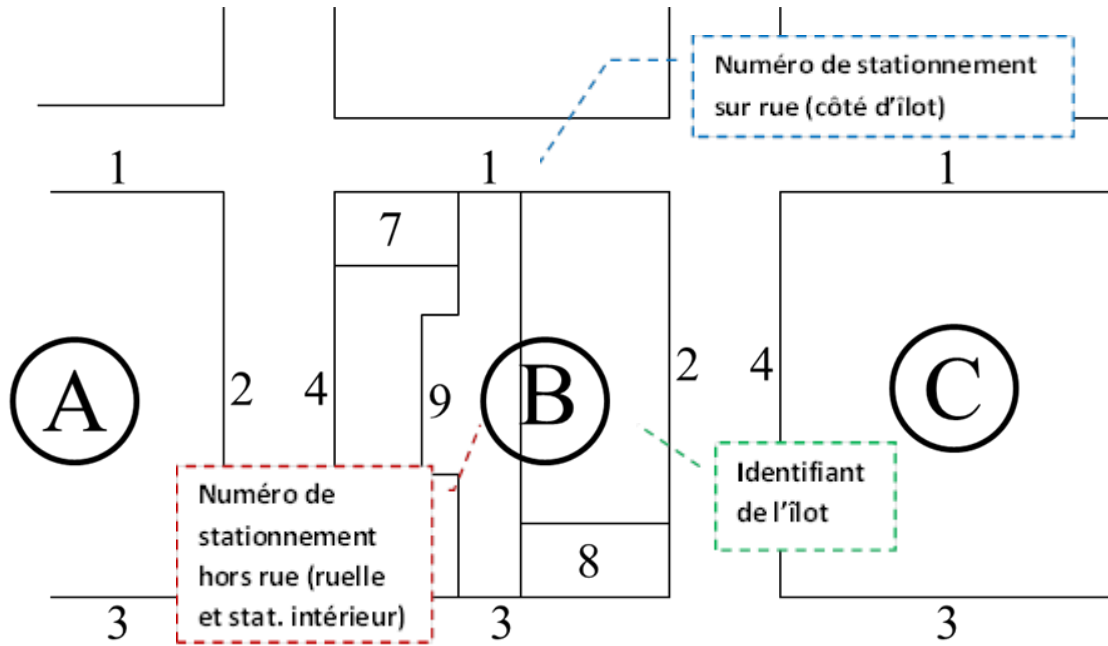 Numéro de stationnement
sur rue (côté d'îlot)
1
1
1
7
A
2
4
9
B
2
4
C
Numéro de
stationnement
hors rue (ruelle
et stat. intérieur)
Identifiant
de l'îlot
8
3
3
3